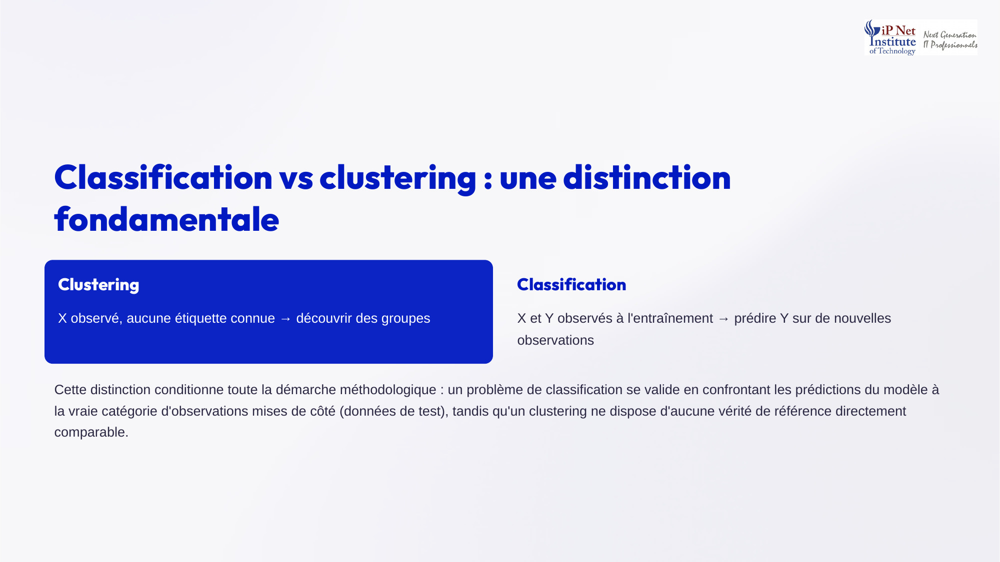 iP Net
Institute
of Technology
Next Generation
IT Professionnels
Classification vs clustering : une distinction
fondamentale
Clustering
X observé, aucune étiquette connue → découvrir des groupes
Classification
X et Y observés à l'entraînement → prédire Y sur de nouvelles
observations
Cette distinction conditionne toute la démarche méthodologique : un problème de classification se valide en confrontant les prédictions du modèle à
la vraie catégorie d'observations mises de côté (données de test), tandis qu'un clustering ne dispose d'aucune vérité de référence directement
comparable.